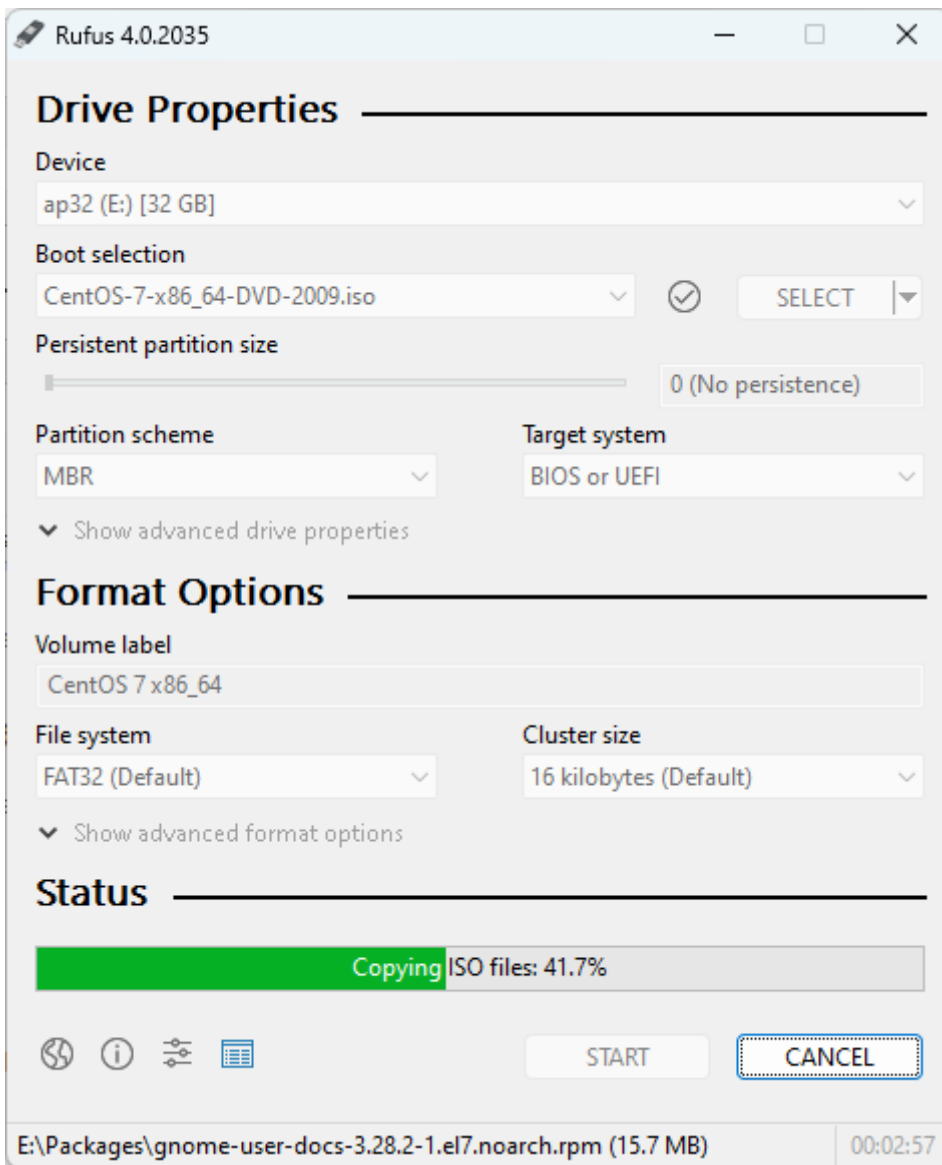 Rufus 4.0.2035
Drive Properties
Device
ap32 (E:) [32 GB]
Boot selection
CentOS-7-x86_64-DVD-2009.iso
SELECT
Persistent partition size
0 (No persistence)
Partition scheme
Target system
MBR
BIOS or UEFI
Show advanced drive properties
Format Options
Volume label
CentOS 7 x86_64
File system
Cluster size
FAT32 (Default)
16 kilobytes (Default)
Show advanced format options
Status
Copying ISO files: 41.7%
START
CANCEL
E:\Packages\gnome-user-docs-3.28.2-1.el7.noarch.rpm (15.7 MB)
00:02:57